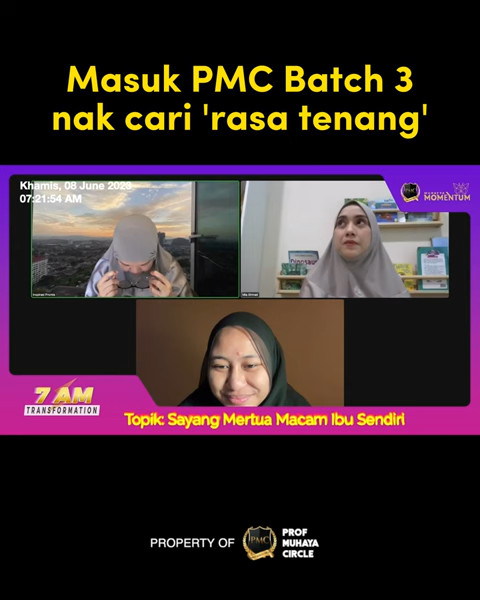 Masuk PMC Batch 3
nak cari 'rasa tenang'
Khamis, 08 June 2023
07:21:54 AM
MOMENTUM
7 AM
TRANSFORMATION
Topik: Sayang Mertua Macam Ibu Sendiri
PROPERTY OF
PMC
PROF
MUHAYA
CIRCLE